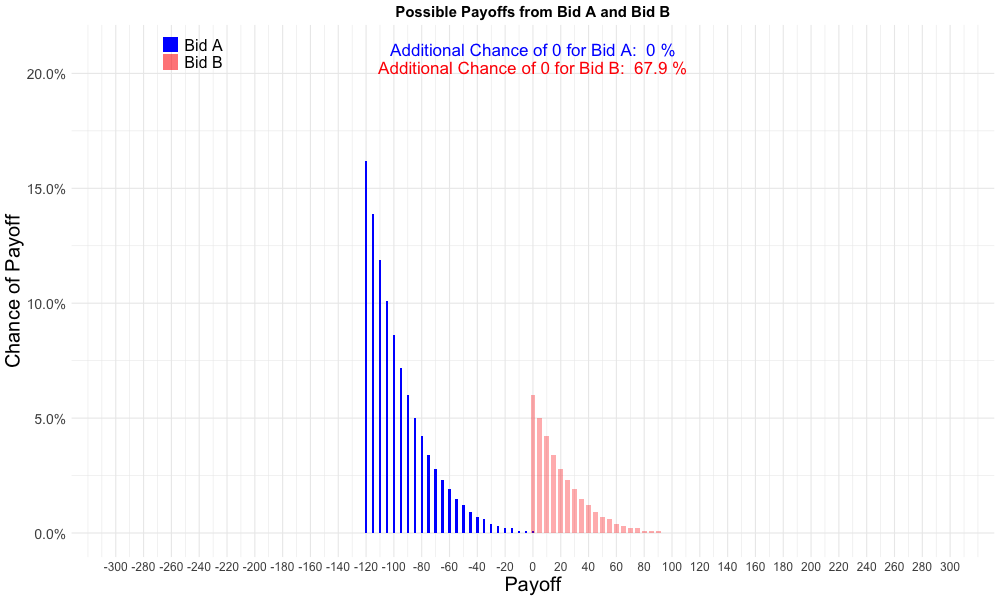 Possible Payoffs from Bid A and Bid B
Bid A
Bid B
Additional Chance of 0 for Bid A:  0 %
Additional Chance of 0 for Bid B:  67.9 %
Chance of Payoff
20.0%
15.0%
10.0%
5.0%
0.0%
-300 -280 -260 -240 -220 -200 -180 -160 -140 -120 -100 -80 -60 -40 -20 0 20 40 60 80 100 120 140 160 180 200 220 240 260 280 300
Payoff